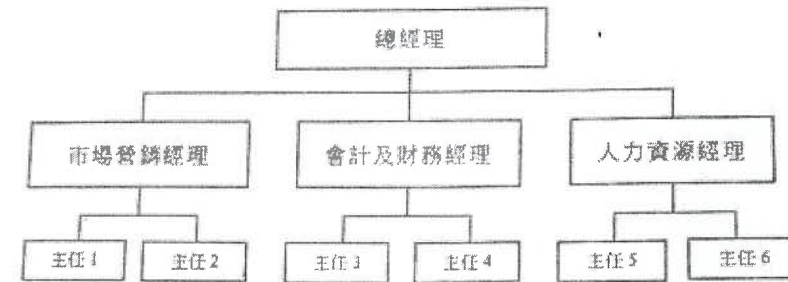 總經理
市場營銷經理 會計及財務經理 人力資源經理
主任 1 主任 2 主任 3 主任 4 主任 5 主任 6